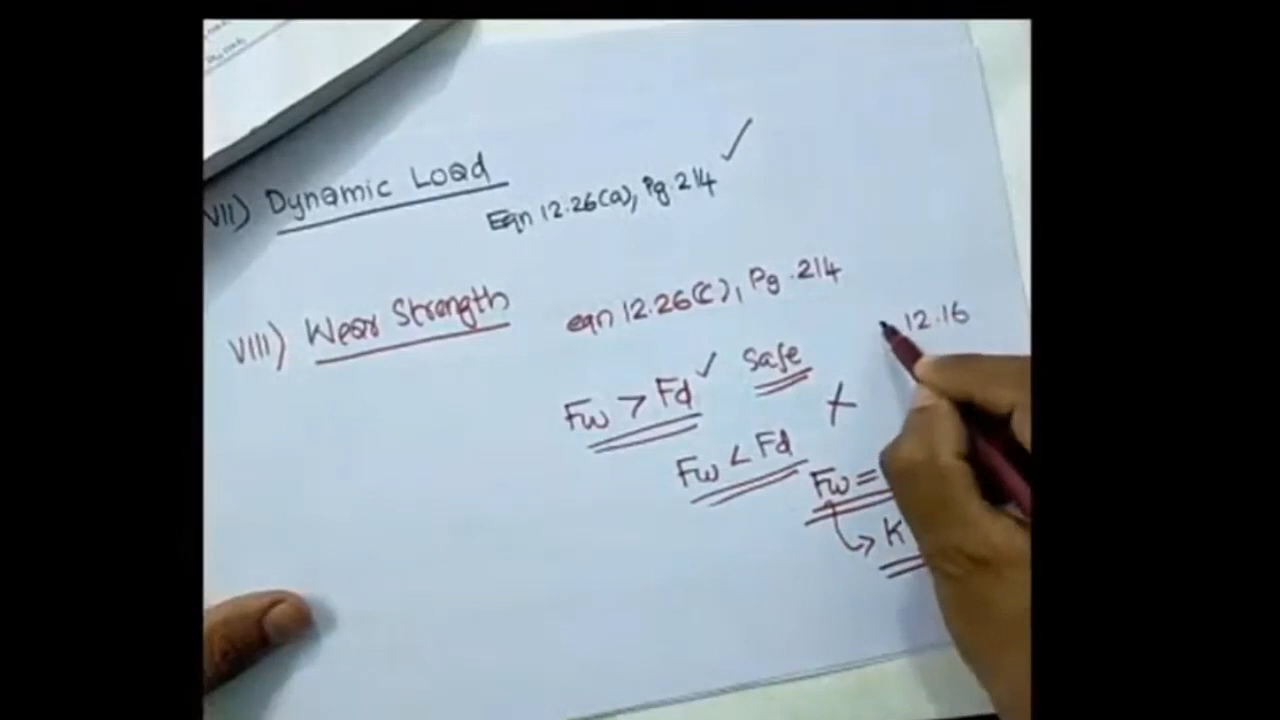 VII) Dynamic Load
Eqn 12.26(a), Pg.214 ✓
VIII) Wear Strength
eqn 12.26(c), Pg.214
12.16
Fw > Fd ✓ Safe
Fw < Fd X
Fw =
K